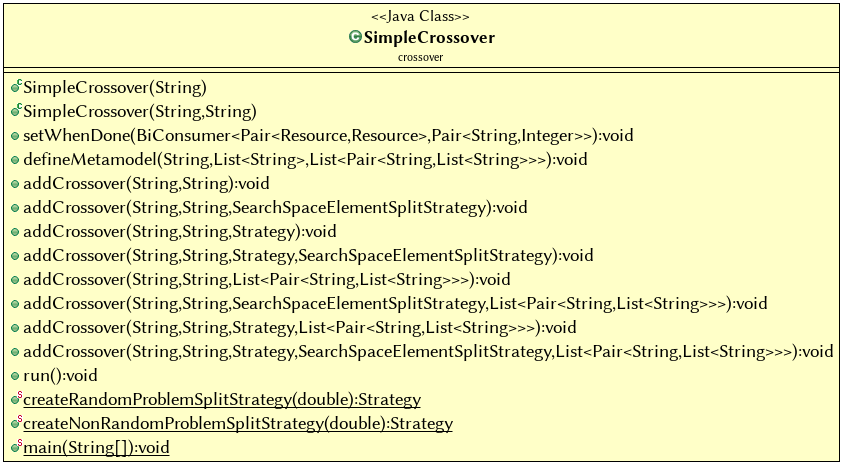 <<Java Class>>
SimpleCrossover
crossover
SimpleCrossover(String)
SimpleCrossover(String,String)
setWhenDone(BiConsumer<Pair<Resource,Resource>,Pair<String,Integer>>):void
defineMetamodel(String,List<String>,List<Pair<String,List<String>>>):void
addCrossover(String,String):void
addCrossover(String,String,SearchSpaceElementSplitStrategy):void
addCrossover(String,String,Strategy):void
addCrossover(String,String,Strategy,SearchSpaceElementSplitStrategy):void
addCrossover(String,String,List<Pair<String,List<String>>>):void
addCrossover(String,String,SearchSpaceElementSplitStrategy,List<Pair<String,List<String>>>):void
addCrossover(String,String,Strategy,List<Pair<String,List<String>>>):void
addCrossover(String,String,Strategy,SearchSpaceElementSplitStrategy,List<Pair<String,List<String>>>):void
run():void
createRandomProblemSplitStrategy(double):Strategy
createNonRandomProblemSplitStrategy(double):Strategy
main(String[]):void